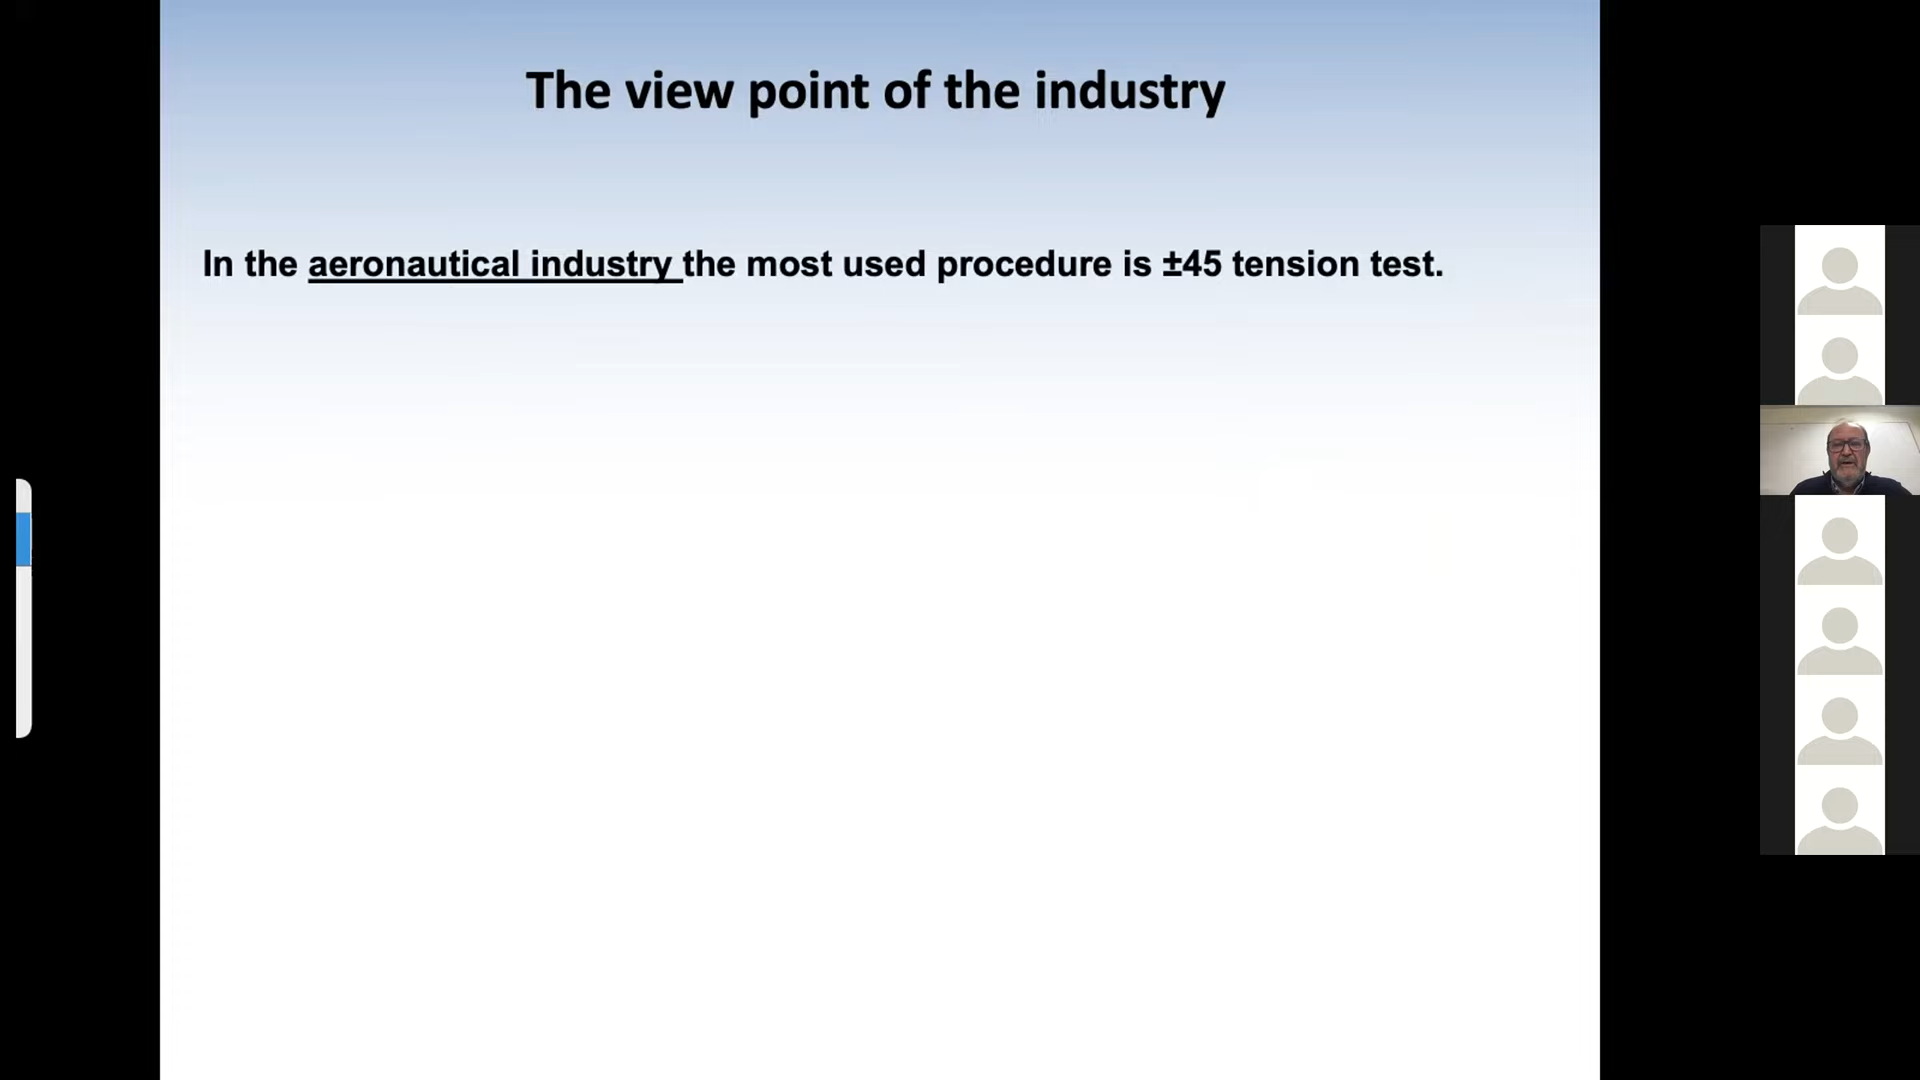 The view point of the industry
In the aeronautical industry the most used procedure is ±45 tension test.